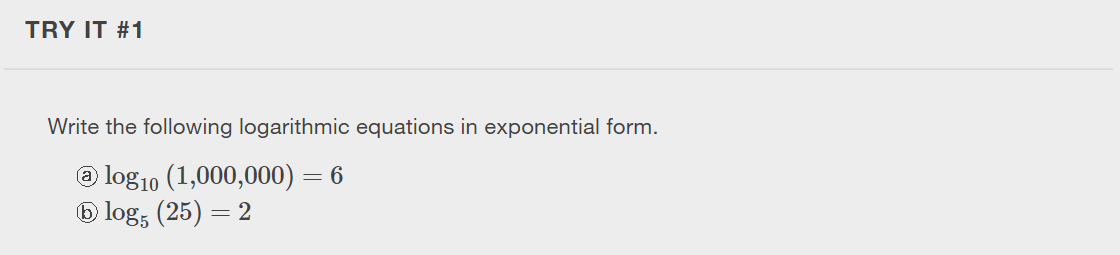 TRY IT #1
Write the following logarithmic equations in exponential form.
ⓐ log₁₀ (1,000,000) = 6
ⓑ log₅ (25) = 2